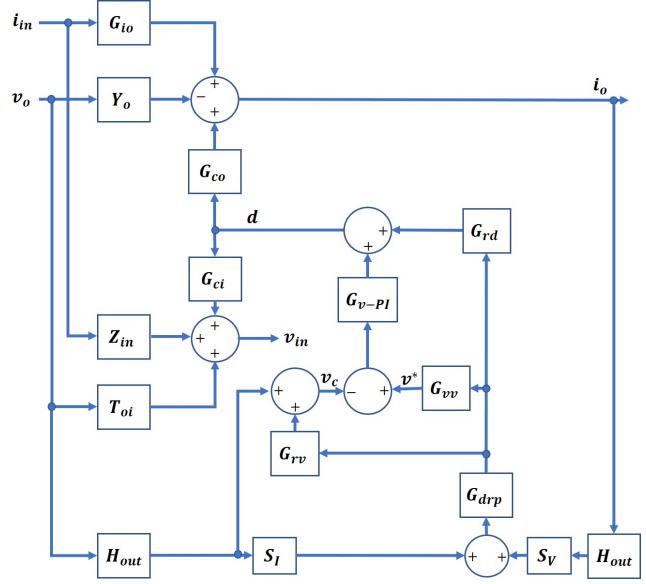 i_in G_io
+
v_o Y_o − + i_o
G_co
d + + G_rd
G_ci G_v−PI
+
Z_in + + v_in
T_oi + + v_c − + v* G_vv
G_rv
G_drp
H_out S_I + + S_V H_out